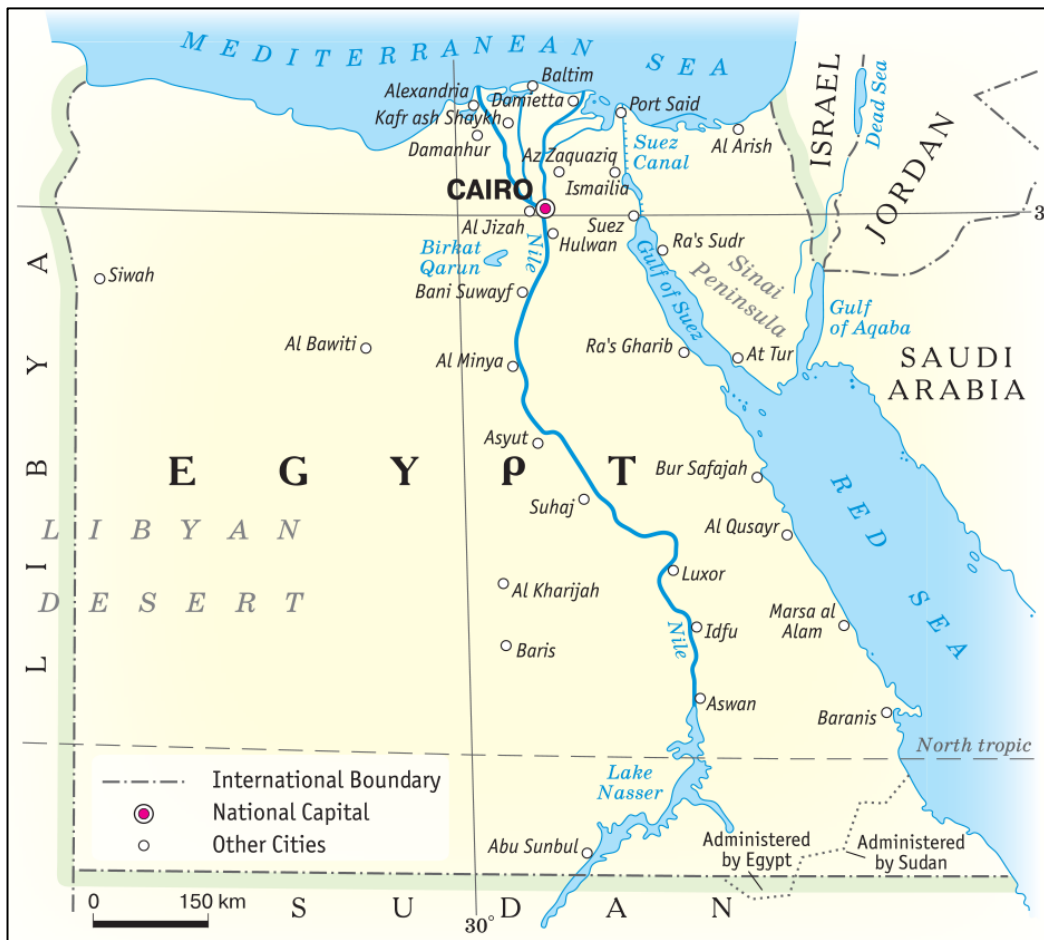 MEDITERRANEAN SEA
Baltim
Alexandria
Damietta
Kafr ash Shaykh
Port Said
Damanhur
Suez
Canal
Al Arish
ISRAEL
Dead Sea
JORDAN
Az Zaquaziq
Ismailia
CAIRO
Al Jizah
Suez
3
Nile
Hulwan
Birkat
Qarun
Ra's Sudr
Siwah
Gulf of Suez
Sinai
Peninsula
Bani Suwayf
Gulf
of Aqaba
Al Bawiti
Al Minya
Ra's Gharib
At Tur
SAUDI
ARABIA
LIBYA
Asyut
EGYPT
Bur Safajah
Suhaj
RED SEA
LIBYAN
DESERT
Al Qusayr
Al Kharijah
Luxor
Marsa al
Alam
Nile
Idfu
Baris
Aswan
Baranis
North tropic
International Boundary
National Capital
Other Cities
Lake
Nasser
Abu Sunbul
Administered
by Egypt
Administered
by Sudan
0 150 km
SUDAN
30°